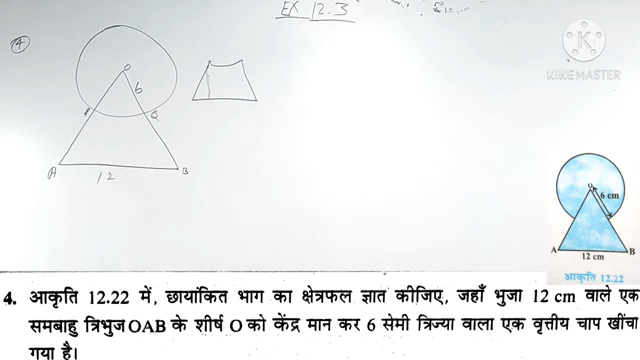 EX 12.3
4
O
6
P
Q
A
12
B
KINEMASTER
O
6 cm
A
B
12 cm
आकृति 12.22
4. आकृति 12.22 में, छायांकित भाग का क्षेत्रफल ज्ञात कीजिए, जहाँ भुजा 12 cm वाले एक
समबाहु त्रिभुज OAB के शीर्ष O को केंद्र मान कर 6 सेमी त्रिज्या वाला एक वृत्तीय चाप खींचा
गया है।